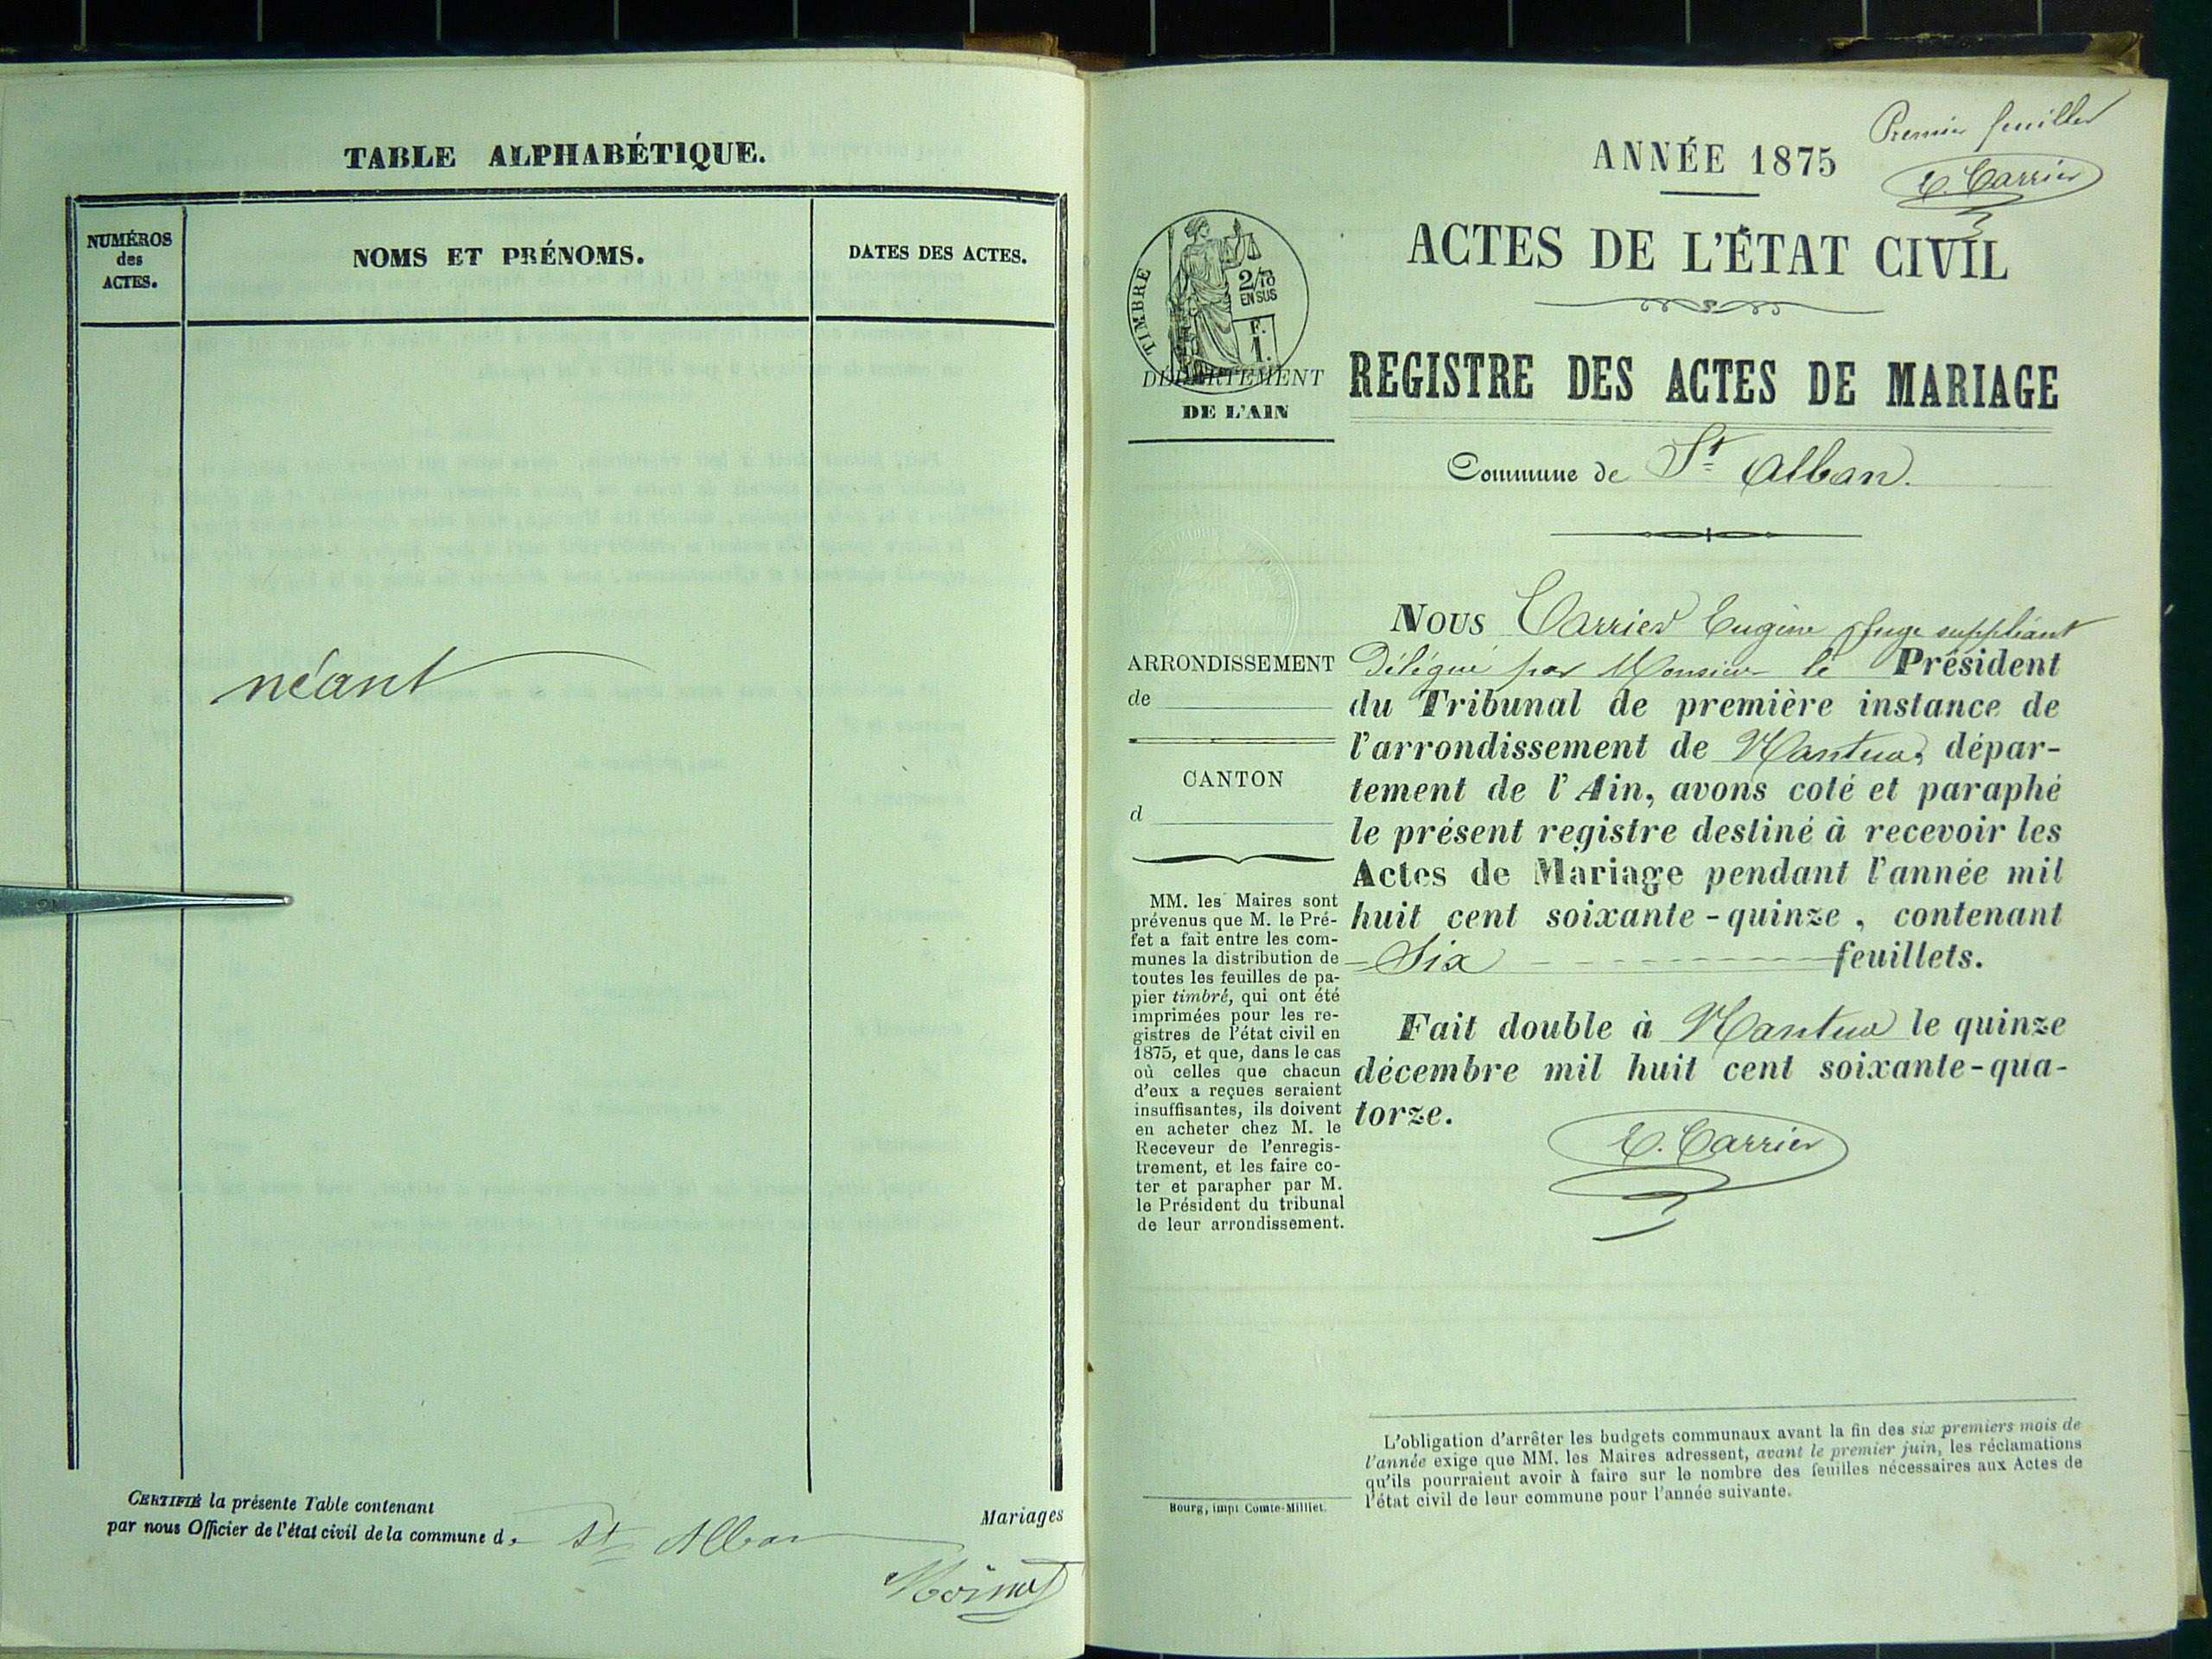 TABLE ALPHABÉTIQUE.
NUMÉROS
des
ACTES.
NOMS ET PRÉNOMS.
DATES DES ACTES.
néant
CERTIFIÉ la présente Table contenant
Mariages
par nous Officier de l'état civil de la commune d. St Alban
Premier feuillet
E. Carrier
ANNÉE 1875
ACTES DE L'ÉTAT CIVIL
TIMBRE
2/10
EN SUS
F.
1.
DÉPARTEMENT
DE L'AIN
REGISTRE DES ACTES DE MARIAGE
Commune de St Alban.
ARRONDISSEMENT
de
CANTON
d
MM. les Maires sont
prévenus que M. le Pré-
fet a fait entre les com-
munes la distribution de
toutes les feuilles de pa-
pier timbré, qui ont été
imprimées pour les re-
gistres de l'état civil en
1875, et que, dans le cas
où celles que chacun
d'eux a reçues seraient
insuffisantes, ils doivent
en acheter chez M. le
Receveur de l'enregis-
trement, et les faire co-
ter et parapher par M.
le Président du tribunal
de leur arrondissement.
NOUS Carrier Eugène Juge suppléant
délégué par Monsieur le Président
du Tribunal de première instance de
l'arrondissement de Nantua, dépar-
tement de l'Ain, avons coté et paraphé
le présent registre destiné à recevoir les
Actes de Mariage pendant l'année mil
huit cent soixante-quinze, contenant
Six feuillets.
Fait double à Nantua le quinze
décembre mil huit cent soixante-qua-
torze.
E. Carrier
L'obligation d'arrêter les budgets communaux avant la fin des six premiers mois de
l'année exige que MM. les Maires adressent, avant le premier juin, les réclamations
qu'ils pourraient avoir à faire sur le nombre des feuilles nécessaires aux Actes de
l'état civil de leur commune pour l'année suivante.
Bourg, impr. Comte-Milliet.